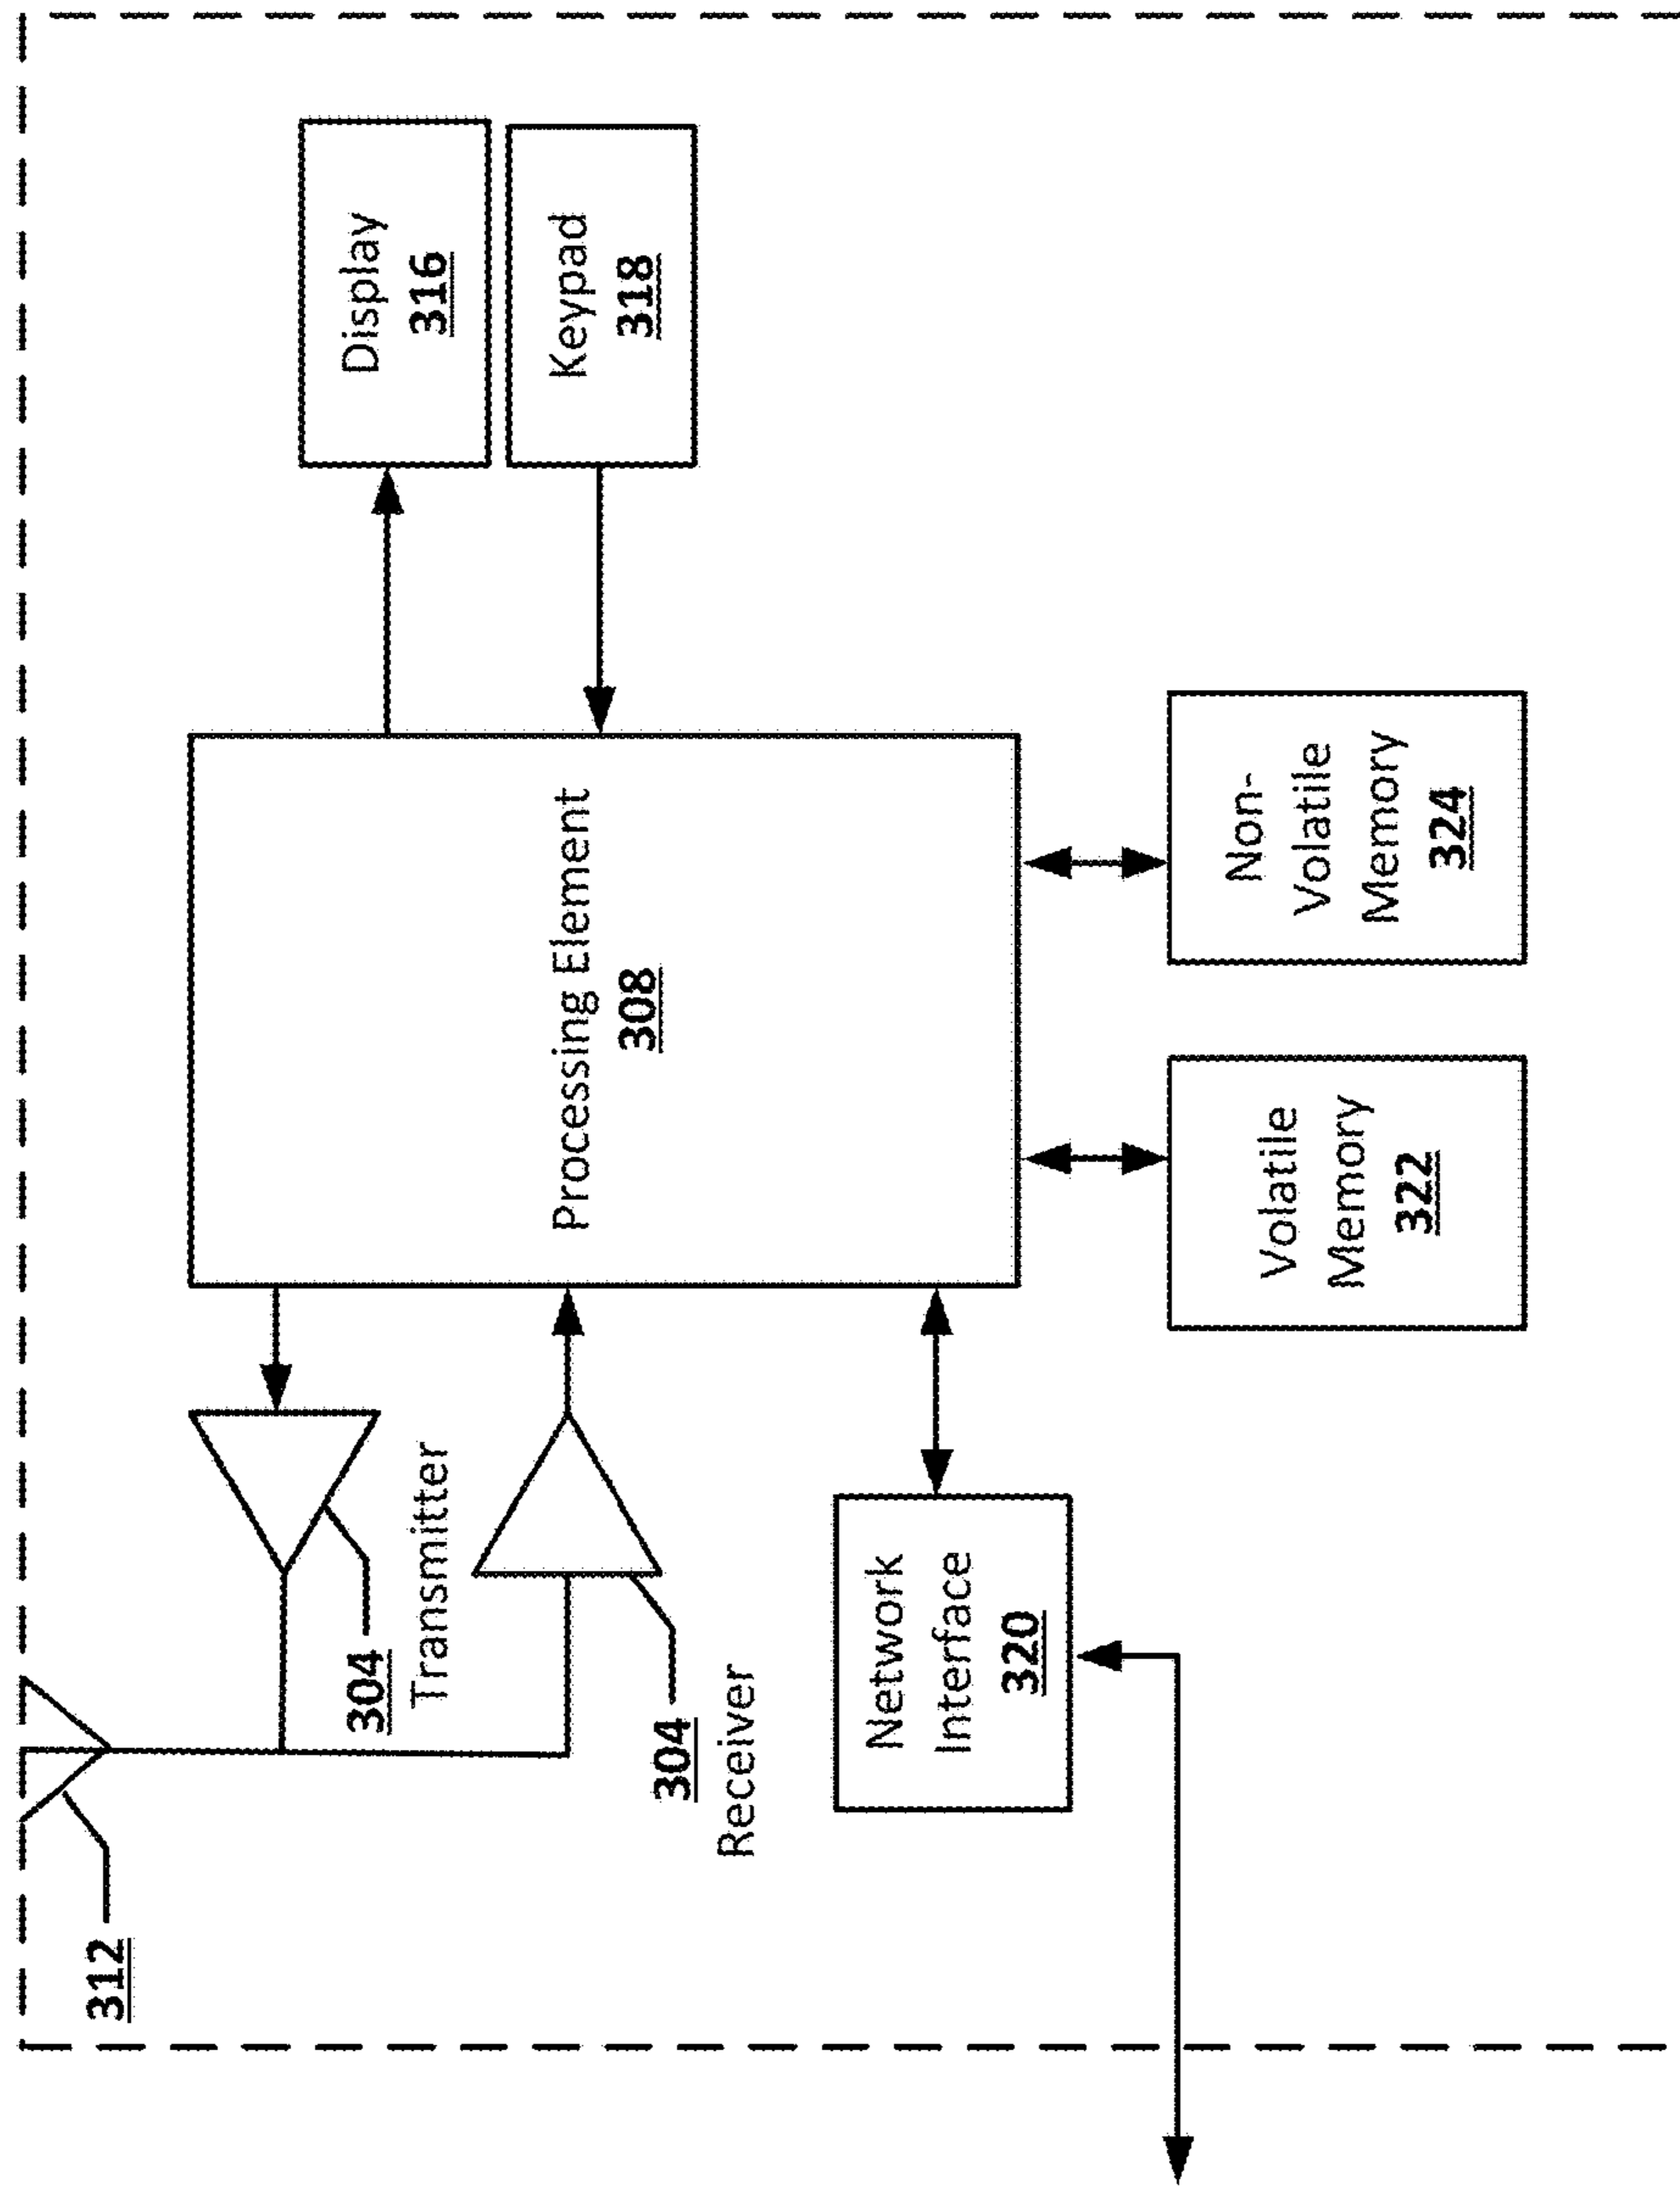 312
304
Transmitter
304
Receiver
Network
Interface
320
Processing Element
308
Volatile
Memory
322
Non-
Volatile
Memory
324
Display
316
Keypad
318